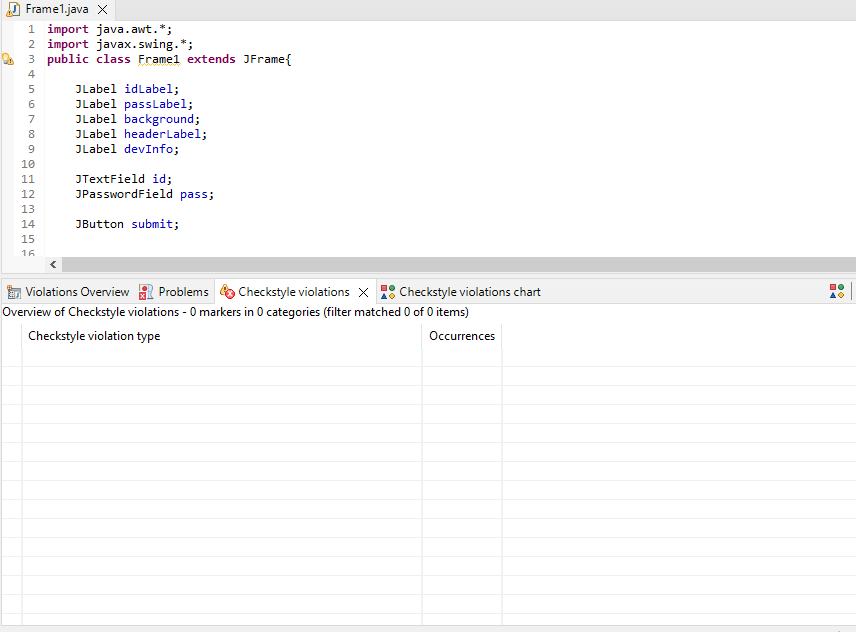 Frame1.java
1 import java.awt.*;
2 import javax.swing.*;
3 public class Frame1 extends JFrame{
4
5 JLabel idLabel;
6 JLabel passLabel;
7 JLabel background;
8 JLabel headerLabel;
9 JLabel devInfo;
10
11 JTextField id;
12 JPasswordField pass;
13
14 JButton submit;
15
16
Violations Overview Problems Checkstyle violations Checkstyle violations chart
Overview of Checkstyle violations - 0 markers in 0 categories (filter matched 0 of 0 items)
Checkstyle violation type Occurrences